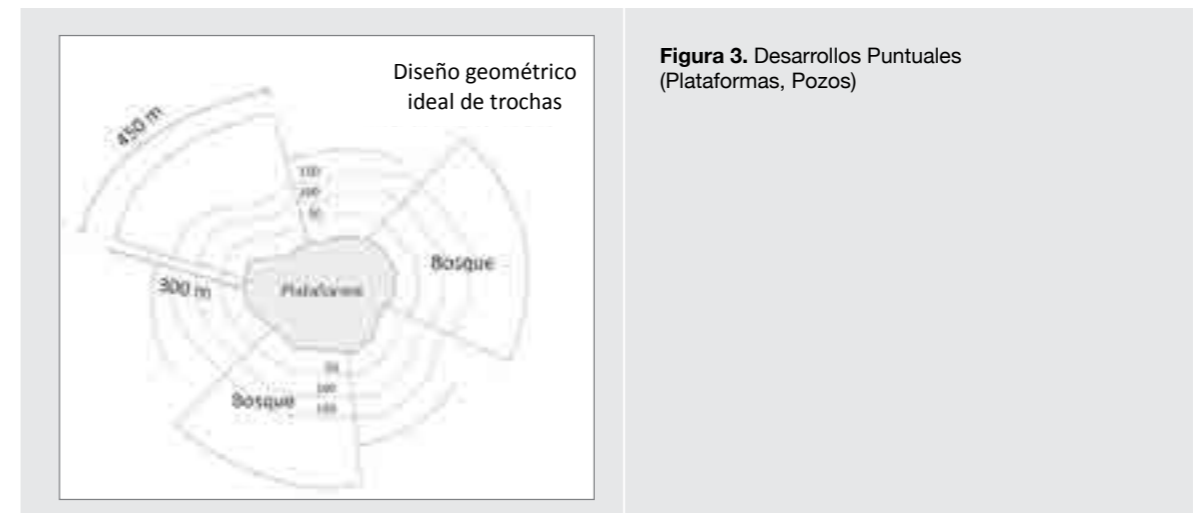 Diseño geométrico
ideal de trochas
450 m
100
50
Bosque
300 m
Plataforma
50
100
Bosque
150
Figura 3. Desarrollos Puntuales
(Plataformas, Pozos)